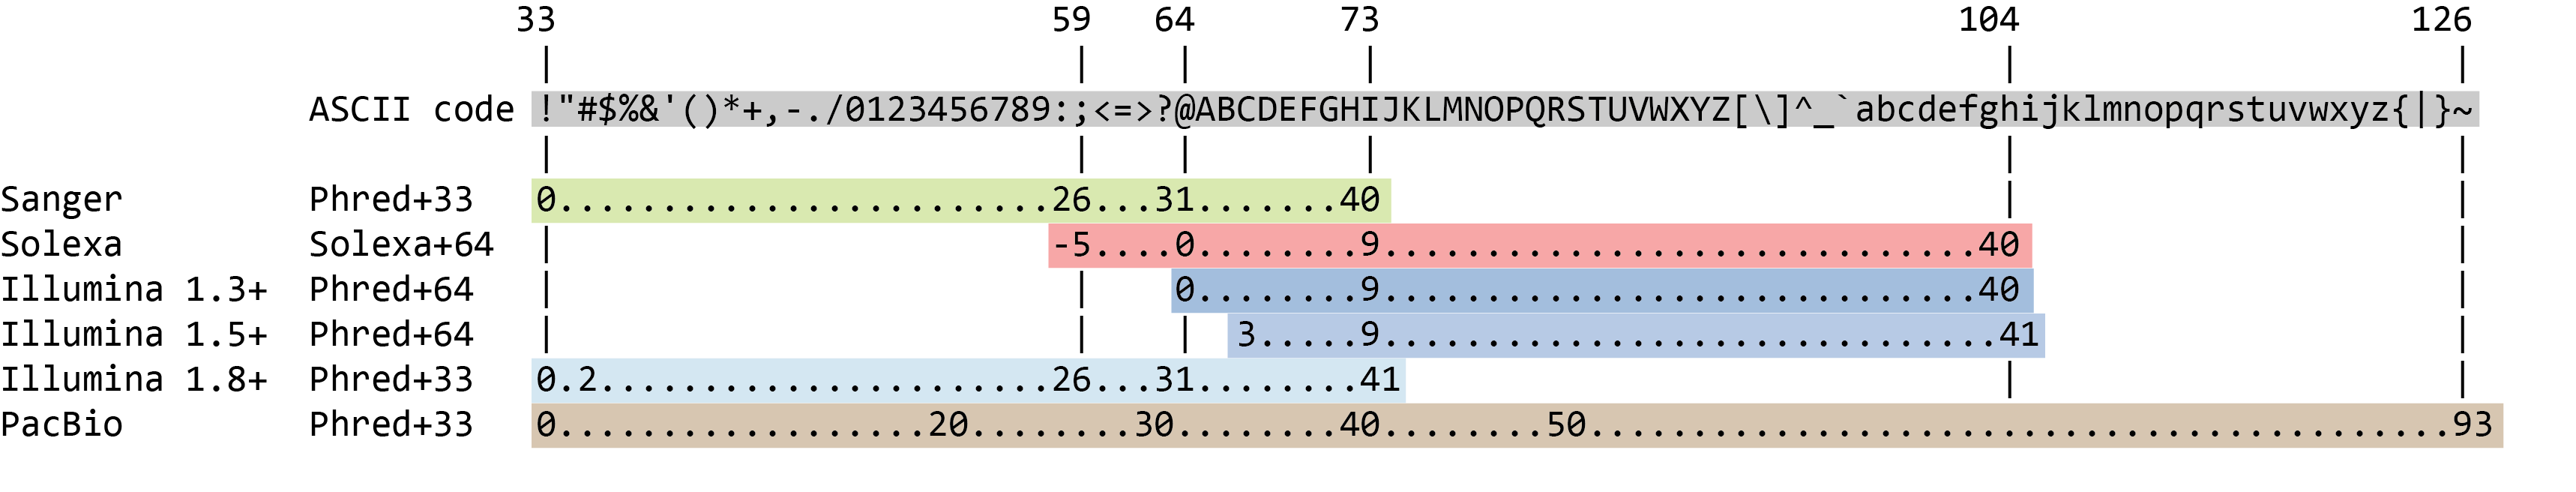 33 59 64 73 104 126
ASCII code !"#$%&'()*+,-./0123456789:;<=>?@ABCDEFGHIJKLMNOPQRSTUVWXYZ[\]^_`abcdefghijklmnopqrstuvwxyz{|}~
Sanger Phred+33 0........................26...31.......40
Solexa Solexa+64 -5....0........9.............................40
Illumina 1.3+ Phred+64 0........9.............................40
Illumina 1.5+ Phred+64 3.....9..............................41
Illumina 1.8+ Phred+33 0.2......................26...31........41
PacBio Phred+33 0..................20........30........40........50..........................................93